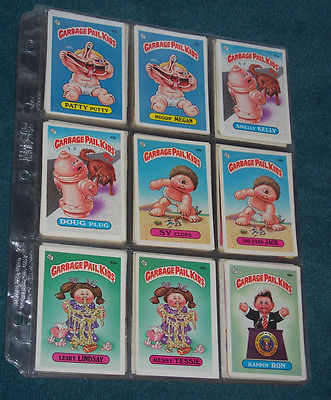 GARBAGE PAIL KIDS
PATTY PUTTY
GARBAGE PAIL KIDS
MUGGIN' MEGAN
GARBAGE PAIL KIDS
SMELLY KELLY
GARBAGE PAIL KIDS
DOUG PLUG
GARBAGE PAIL KIDS
SY CLOPS
GARBAGE PAIL KIDS
ONE-EYED JACK
GARBAGE PAIL KIDS
LEAKY LINDSAY
GARBAGE PAIL KIDS
MESSY TESSIE
GARBAGE PAIL KIDS
RAPPIN' RON